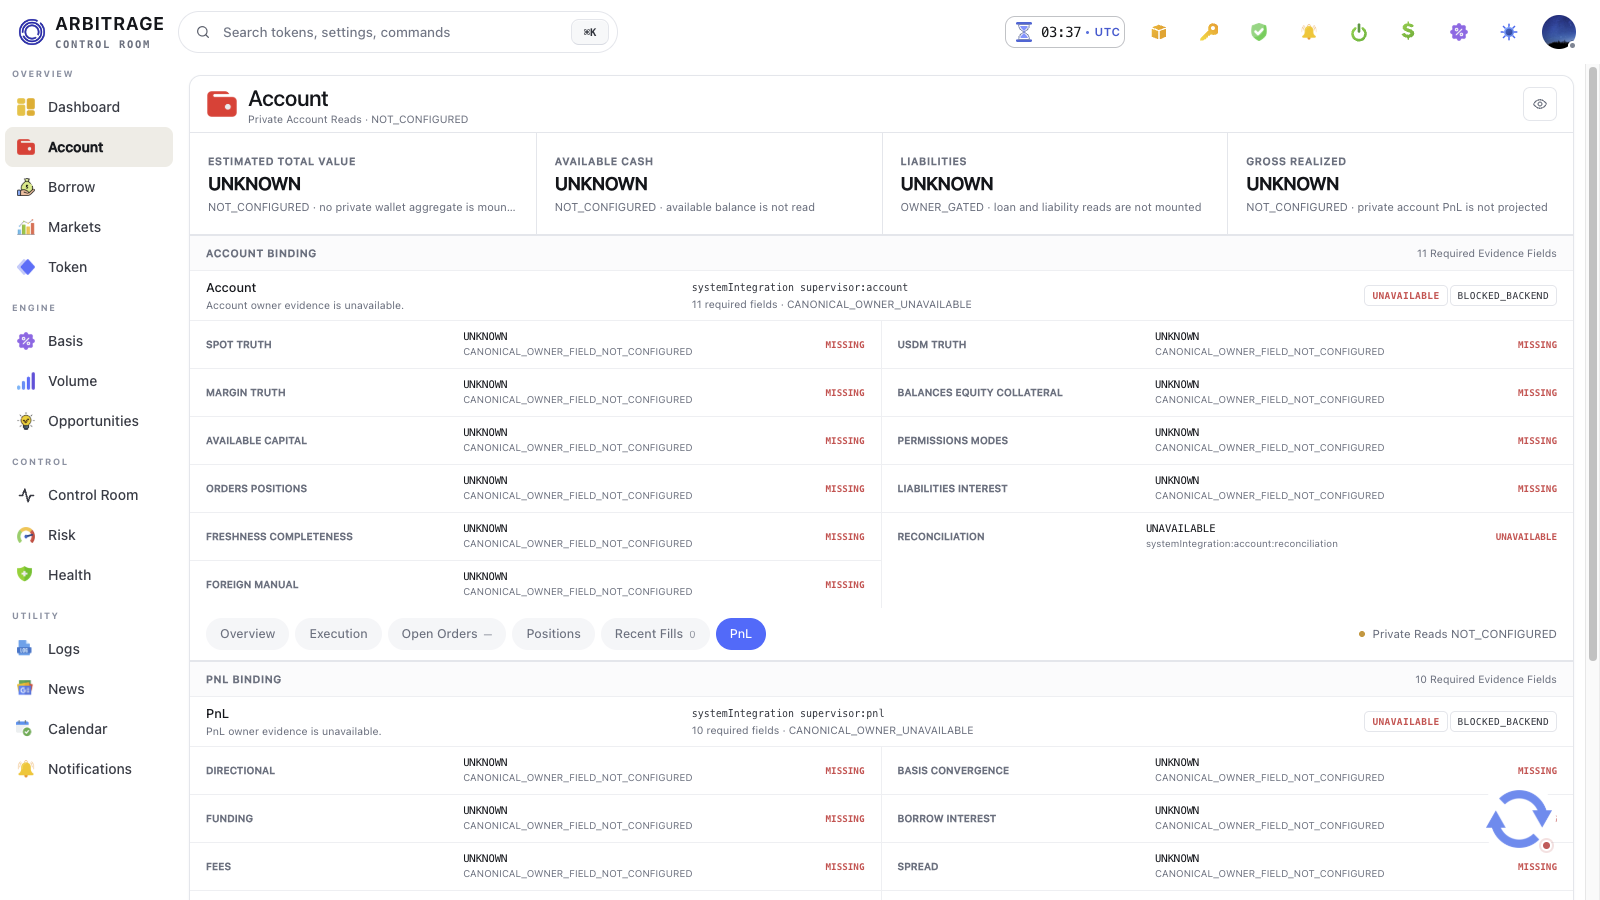 ARBITRAGE
CONTROL ROOM
Search tokens, settings, commands
⌘K
03:37 • UTC
OVERVIEW
Dashboard
Account
Borrow
Markets
Token
ENGINE
Basis
Volume
Opportunities
CONTROL
Control Room
Risk
Health
UTILITY
Logs
News
Calendar
Notifications
Account
Private Account Reads · NOT_CONFIGURED
ESTIMATED TOTAL VALUE
UNKNOWN
NOT_CONFIGURED · no private wallet aggregate is moun...
AVAILABLE CASH
UNKNOWN
NOT_CONFIGURED · available balance is not read
LIABILITIES
UNKNOWN
OWNER_GATED · loan and liability reads are not mounted
GROSS REALIZED
UNKNOWN
NOT_CONFIGURED · private account PnL is not projected
ACCOUNT BINDING
11 Required Evidence Fields
Account
Account owner evidence is unavailable.
systemIntegration supervisor:account
11 required fields · CANONICAL_OWNER_UNAVAILABLE
UNAVAILABLE
BLOCKED_BACKEND
SPOT TRUTH
UNKNOWN
CANONICAL_OWNER_FIELD_NOT_CONFIGURED
MISSING
USDM TRUTH
UNKNOWN
CANONICAL_OWNER_FIELD_NOT_CONFIGURED
MISSING
MARGIN TRUTH
UNKNOWN
CANONICAL_OWNER_FIELD_NOT_CONFIGURED
MISSING
BALANCES EQUITY COLLATERAL
UNKNOWN
CANONICAL_OWNER_FIELD_NOT_CONFIGURED
MISSING
AVAILABLE CAPITAL
UNKNOWN
CANONICAL_OWNER_FIELD_NOT_CONFIGURED
MISSING
PERMISSIONS MODES
UNKNOWN
CANONICAL_OWNER_FIELD_NOT_CONFIGURED
MISSING
ORDERS POSITIONS
UNKNOWN
CANONICAL_OWNER_FIELD_NOT_CONFIGURED
MISSING
LIABILITIES INTEREST
UNKNOWN
CANONICAL_OWNER_FIELD_NOT_CONFIGURED
MISSING
FRESHNESS COMPLETENESS
UNKNOWN
CANONICAL_OWNER_FIELD_NOT_CONFIGURED
MISSING
RECONCILIATION
UNAVAILABLE
systemIntegration:account:reconciliation
UNAVAILABLE
FOREIGN MANUAL
UNKNOWN
CANONICAL_OWNER_FIELD_NOT_CONFIGURED
MISSING
Overview
Execution
Open Orders —
Positions
Recent Fills 0
PnL
Private Reads NOT_CONFIGURED
PNL BINDING
10 Required Evidence Fields
PnL
PnL owner evidence is unavailable.
systemIntegration supervisor:pnl
10 required fields · CANONICAL_OWNER_UNAVAILABLE
UNAVAILABLE
BLOCKED_BACKEND
DIRECTIONAL
UNKNOWN
CANONICAL_OWNER_FIELD_NOT_CONFIGURED
MISSING
BASIS CONVERGENCE
UNKNOWN
CANONICAL_OWNER_FIELD_NOT_CONFIGURED
MISSING
FUNDING
UNKNOWN
CANONICAL_OWNER_FIELD_NOT_CONFIGURED
MISSING
BORROW INTEREST
UNKNOWN
CANONICAL_OWNER_FIELD_NOT_CONFIGURED
FEES
UNKNOWN
CANONICAL_OWNER_FIELD_NOT_CONFIGURED
MISSING
SPREAD
UNKNOWN
CANONICAL_OWNER_FIELD_NOT_CONFIGURED
MISSING